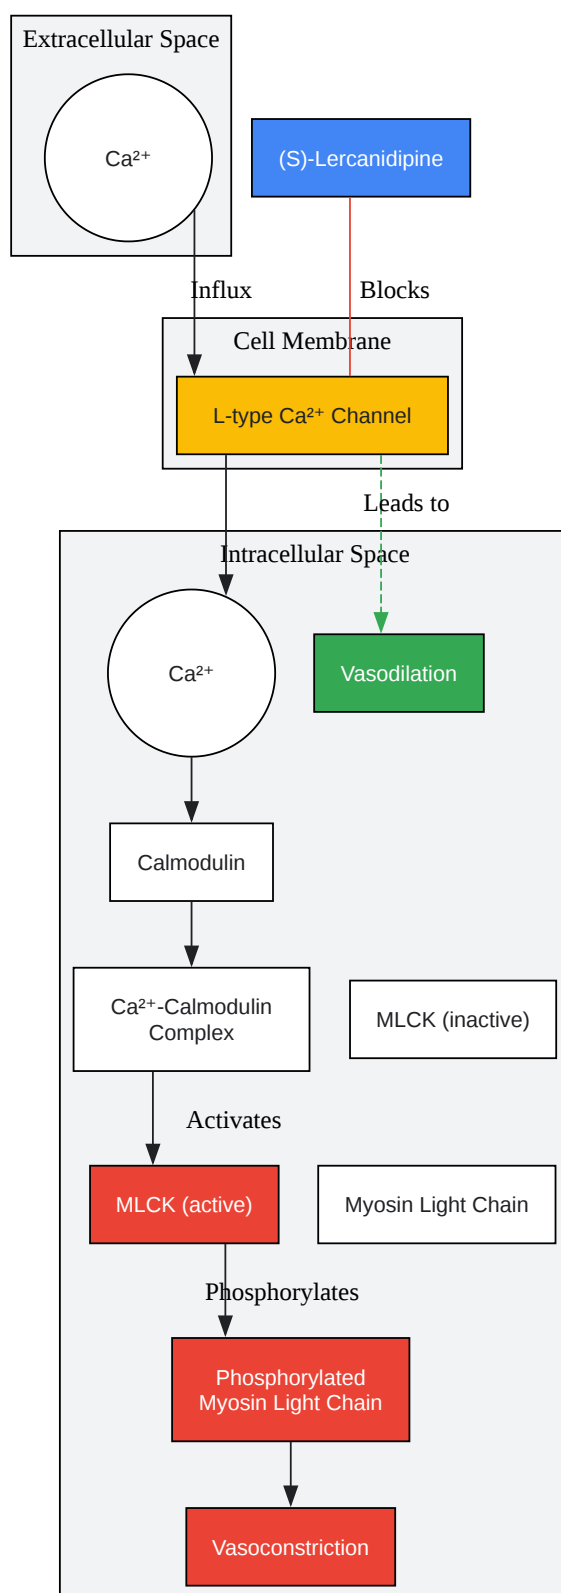 Extracellular Space
Ca²⁺
(S)-Lercanidipine
Influx
Blocks
Cell Membrane
L-type Ca²⁺ Channel
Leads to
Intracellular Space
Ca²⁺
Vasodilation
Calmodulin
Ca²⁺-Calmodulin
Complex
MLCK (inactive)
Activates
MLCK (active)
Myosin Light Chain
Phosphorylates
Phosphorylated
Myosin Light Chain
Vasoconstriction